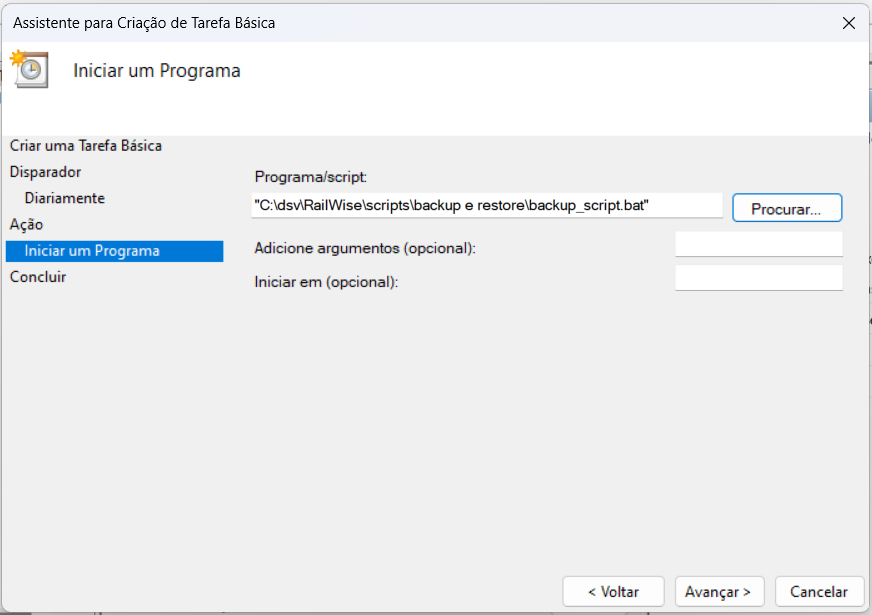 Assistente para Criação de Tarefa Básica
Iniciar um Programa
Criar uma Tarefa Básica
Disparador
Diariamente
Ação
Iniciar um Programa
Concluir
Programa/script:
"C:\dsv\RailWise\scripts\backup e restore\backup_script.bat"
Procurar...
Adicione argumentos (opcional):
Iniciar em (opcional):
< Voltar
Avançar >
Cancelar